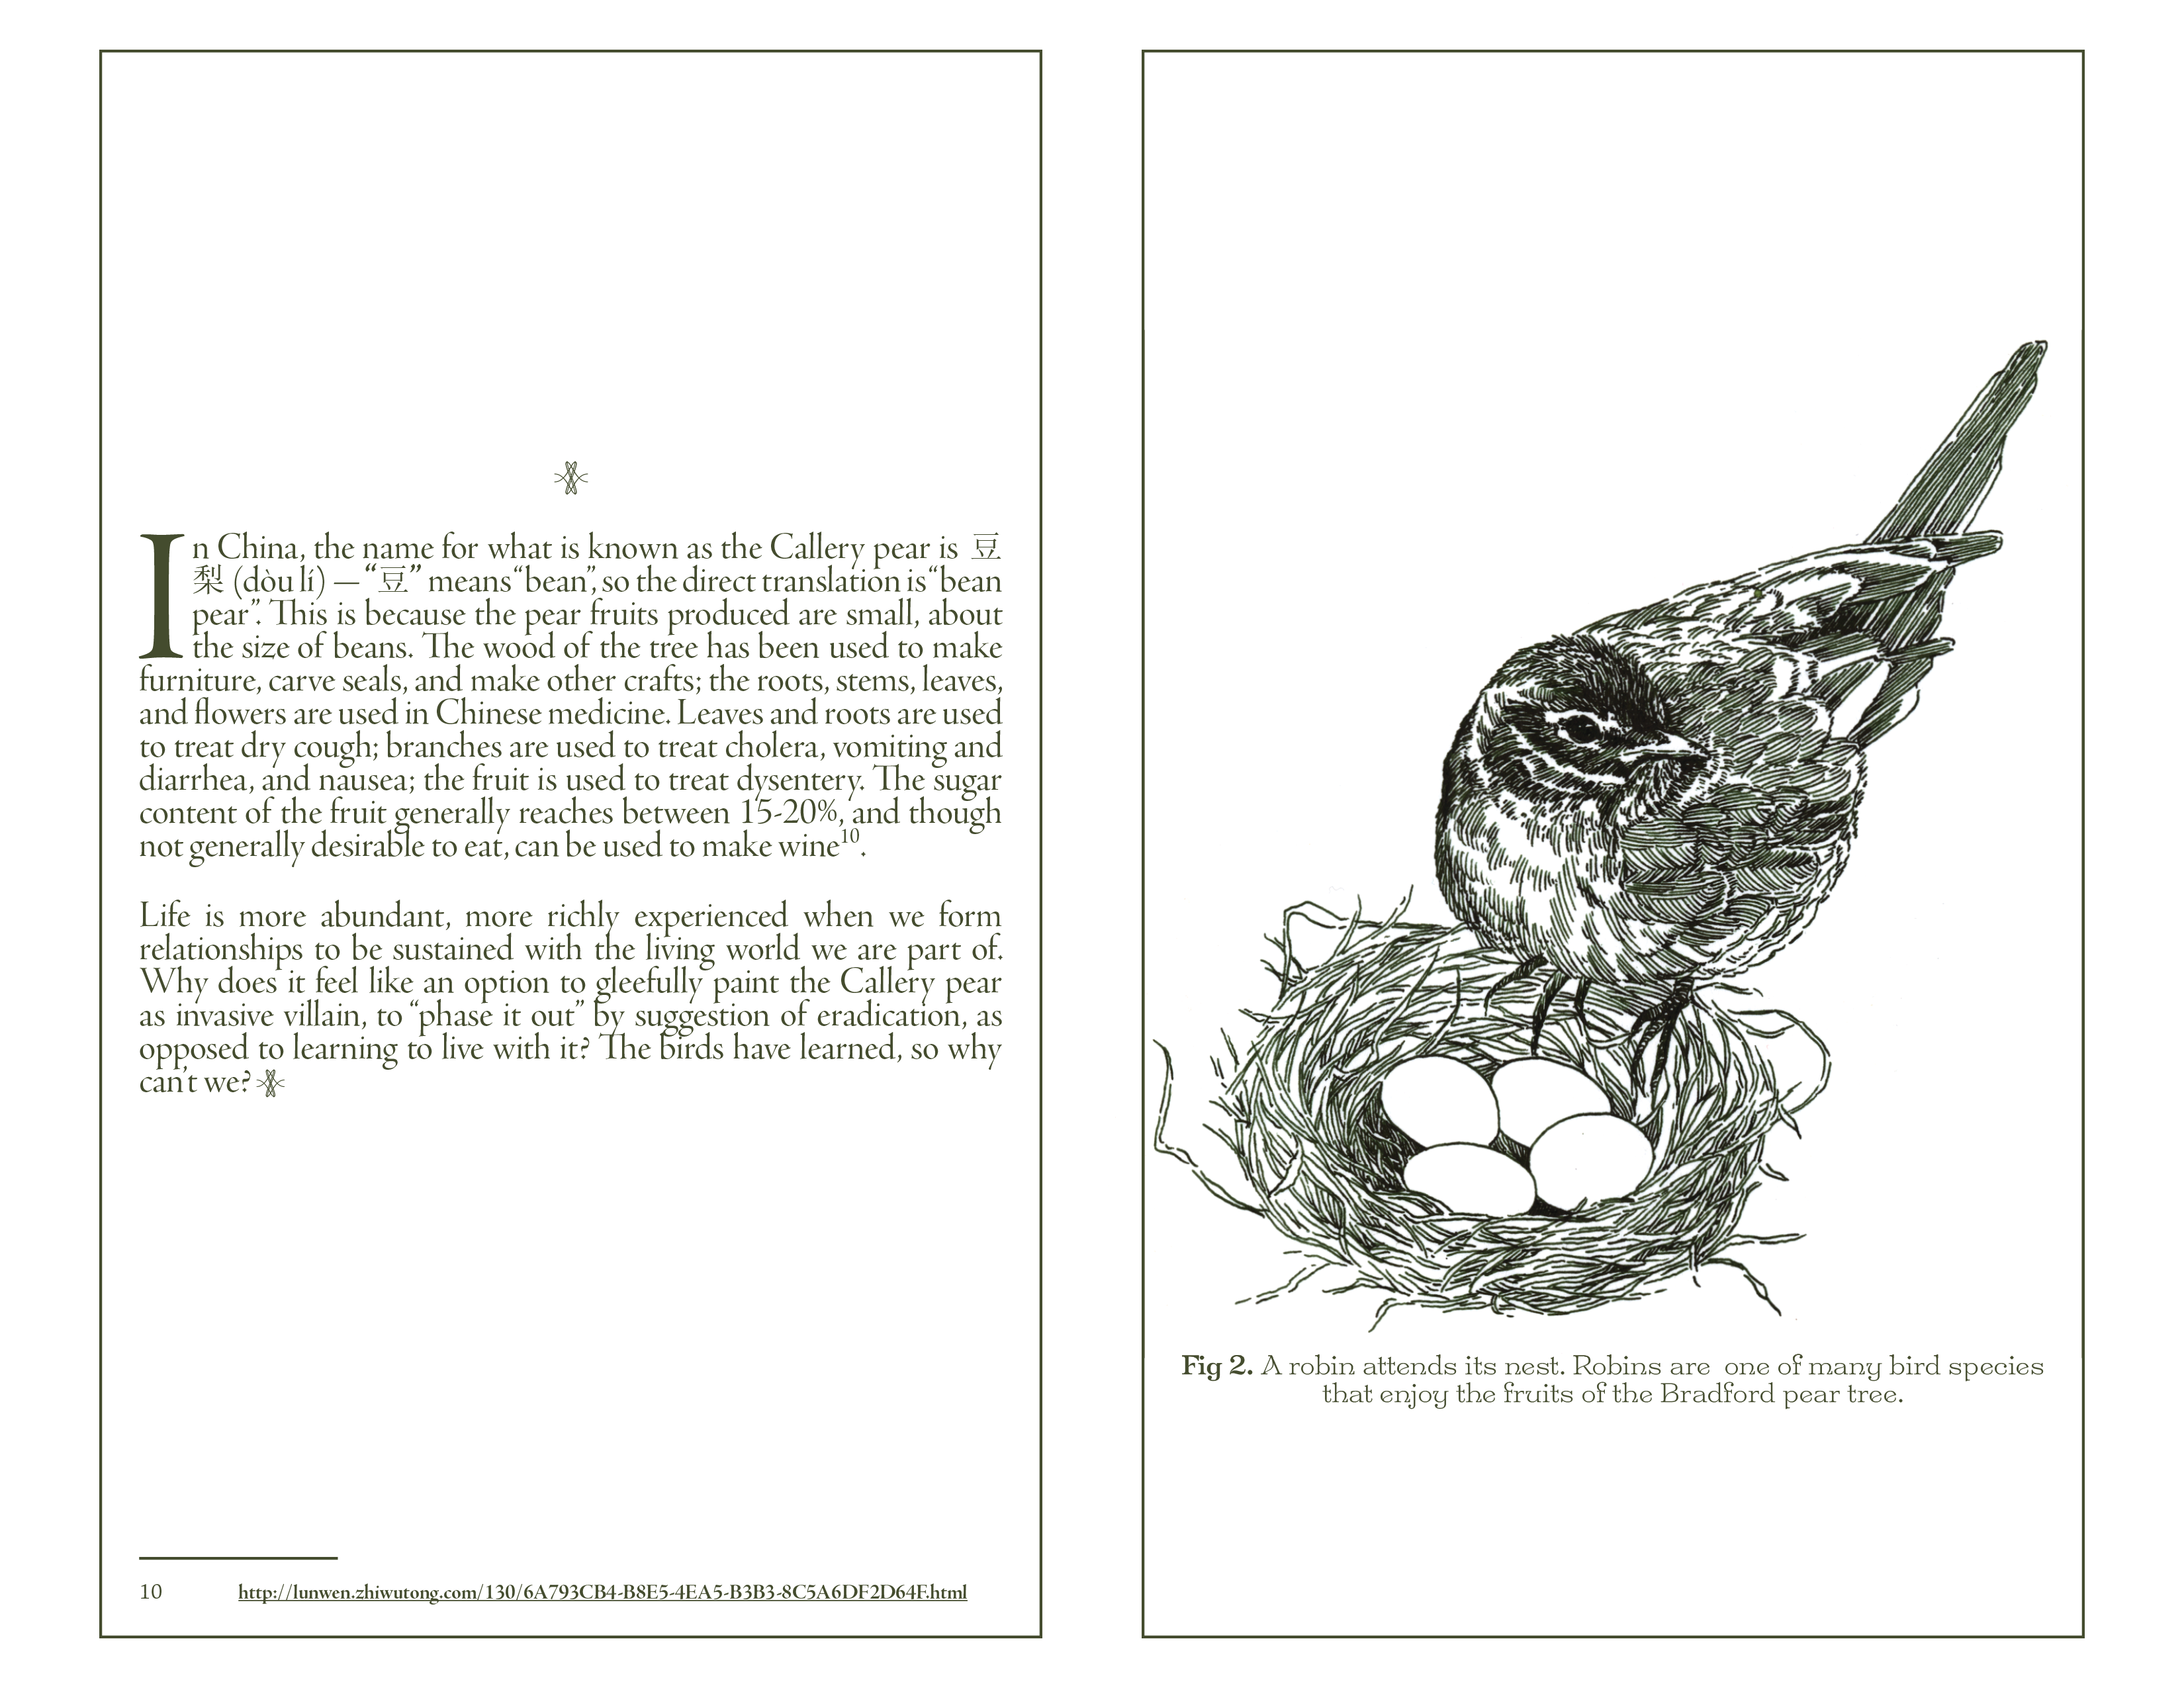 In China, the name for what is known as the Callery pear is 豆
梨 (dòu lí) — “豆” means “bean”, so the direct translation is “bean
pear”. This is because the pear fruits produced are small, about
the size of beans. The wood of the tree has been used to make
furniture, carve seals, and make other crafts; the roots, stems, leaves,
and flowers are used in Chinese medicine. Leaves and roots are used
to treat dry cough; branches are used to treat cholera, vomiting and
diarrhea, and nausea; the fruit is used to treat dysentery. The sugar
content of the fruit generally reaches between 15-20%, and though
not generally desirable to eat, can be used to make wine10.
Life is more abundant, more richly experienced when we form
relationships to be sustained with the living world we are part of.
Why does it feel like an option to gleefully paint the Callery pear
as invasive villain, to “phase it out” by suggestion of eradication, as
opposed to learning to live with it? The birds have learned, so why
can’t we?
10 http://lunwen.zhiwutong.com/130/6A793CB4-B8E5-4EA5-B3B3-8C5A6DF2D64F.html
Fig 2. A robin attends its nest. Robins are one of many bird species
that enjoy the fruits of the Bradford pear tree.